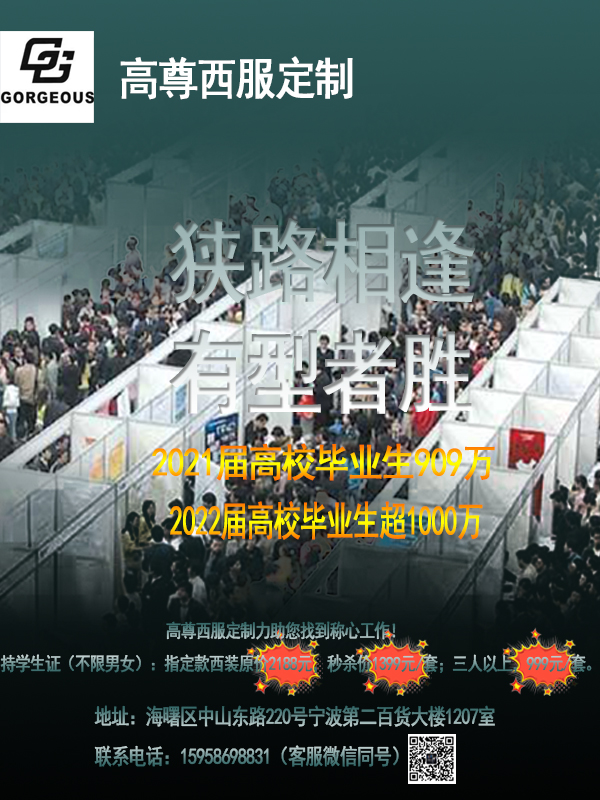 GORGEOUS
高尊西服定制
狭路相逢
有型者胜
2021届高校毕业生909万
2022届高校毕业生超1000万
高尊西服定制力助您找到称心工作！
持学生证（不限男女）：指定款西装原价2188元；秒杀价1399元/套；三人以上，999元/套。
地址：海曙区中山东路220号宁波第二百货大楼1207室
联系电话：15958698831（客服微信同号）